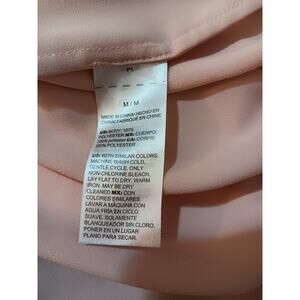 PI
M / M
MADE IN CHINA/HECHO EN
CHINA/FABRIQUÉ EN CHINE
US: BODY: 100%
POLYESTER MX: CUERPO:
100% poliéster CA: CORPS:
100% POLYESTER
US: WITH SIMILAR COLORS.
MACHINE WASH COLD,
GENTLE CYCLE. ONLY
NON-CHLORINE BLEACH.
LAY FLAT TO DRY. WARM
IRON. MAY BE DRY
CLEANED MX: CON
COLORES SIMILARES
LAVAR A MÁQUINA CON
AGUA FRÍA EN CICLO
SUAVE. SOLAMENTE
BLANQUEADOR SIN CLORO.
PONER EN UN LUGAR
PLANO PARA SECAR.